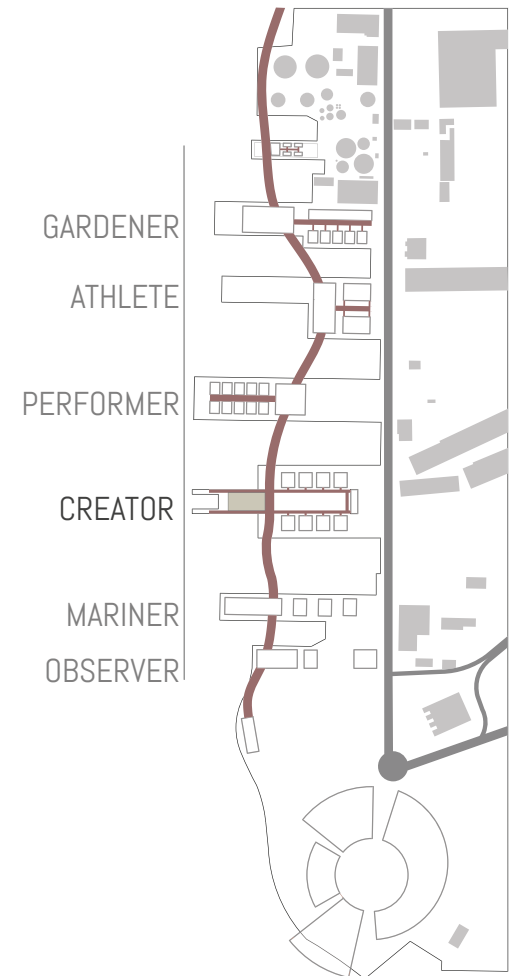 GARDENER
ATHLETE
PERFORMER
CREATOR
MARINER
OBSERVER